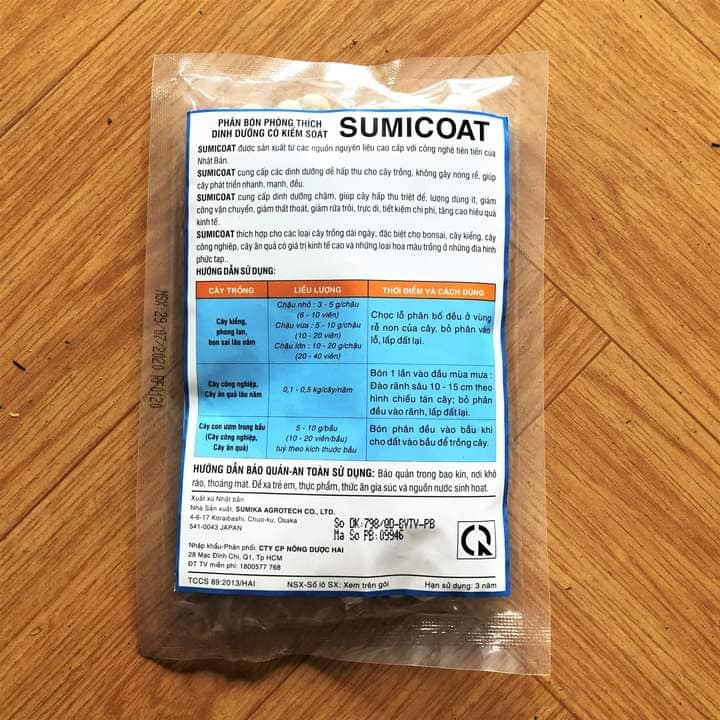 PHÂN BÓN PHÓNG THÍCH
DINH DƯỠNG CÓ KIỂM SOÁT
SUMICOAT
SUMICOAT được sản xuất từ các nguồn nguyên liệu cao cấp với công nghệ tiên tiến của
Nhật Bản.
SUMICOAT cung cấp các dinh dưỡng dễ hấp thu cho cây trồng, không gây nóng rễ, giúp
cây phát triển nhanh, mạnh, đều.
SUMICOAT cung cấp dinh dưỡng chậm, giúp cây hấp thu triệt để, lượng dùng ít, giảm
công vận chuyển, giảm thất thoát, giảm rửa trôi, trực di, tiết kiệm chi phí, tăng cao hiệu quả
kinh tế.
SUMICOAT thích hợp cho các loại cây trồng dài ngày, đặc biệt cho bonsai, cây kiểng, cây
công nghiệp, cây ăn quả có giá trị kinh tế cao và những loại hoa màu trồng ở những địa hình
phức tạp..
HƯỚNG DẪN SỬ DỤNG:
CÂY TRỒNG LIỀU LƯỢNG THỜI ĐIỂM VÀ CÁCH DÙNG
Cây kiểng,
phong lan,
bon sai lâu năm
Chậu nhỏ : 3 - 5 g/chậu
(6 - 10 viên)
Chậu vừa : 5 - 10 g/chậu
(10 - 20 viên)
Chậu lớn : 10 - 20 g/chậu
(20 - 40 viên)
Chọc lỗ phân bố đều ở vùng
rễ non của cây, bỏ phân vào
lỗ, lấp đất lại.
Cây công nghiệp,
Cây ăn quả lâu năm
0,1 - 0,5 kg/cây/năm
Bón 1 lần vào đầu mùa mưa :
Đào rãnh sâu 10 - 15 cm theo
hình chiếu tán cây; bỏ phân
đều vào rãnh, lấp đất lại.
Cây con ươm trong bầu
(Cây công nghiệp,
Cây ăn quả)
5 - 10 g/bầu
(10 - 20 viên/bầu)
tuỳ theo kích thước bầu
Bón phân đều vào bầu khi
cho đất vào bầu để trồng cây.
HƯỚNG DẪN BẢO QUẢN-AN TOÀN SỬ DỤNG: Bảo quản trong bao kín, nơi khô
ráo, thoáng mát. Để xa trẻ em, thực phẩm, thức ăn gia súc và nguồn nước sinh hoạt.
Xuất xứ Nhật bản
Nhà Sản xuất. SUMIKA AGROTECH CO., LTD.
4-6-17 Koraibashi, Chuo-ku, Osaka
541-0043 JAPAN
So DK:798/QD-BVTV-PB
Ma So PB: 09946
Nhập khẩu-Phân phối: CTY CP NÔNG DƯỢC HAI
28 Mạc Đĩnh Chi, Q1, Tp HCM
ĐT TV miễn phí: 1800577 768
TCCS 89:2013/HAI
NSX-Số lô SX: Xem trên gói
Hạn sử dụng: 3 năm
NSX:29-07-2020